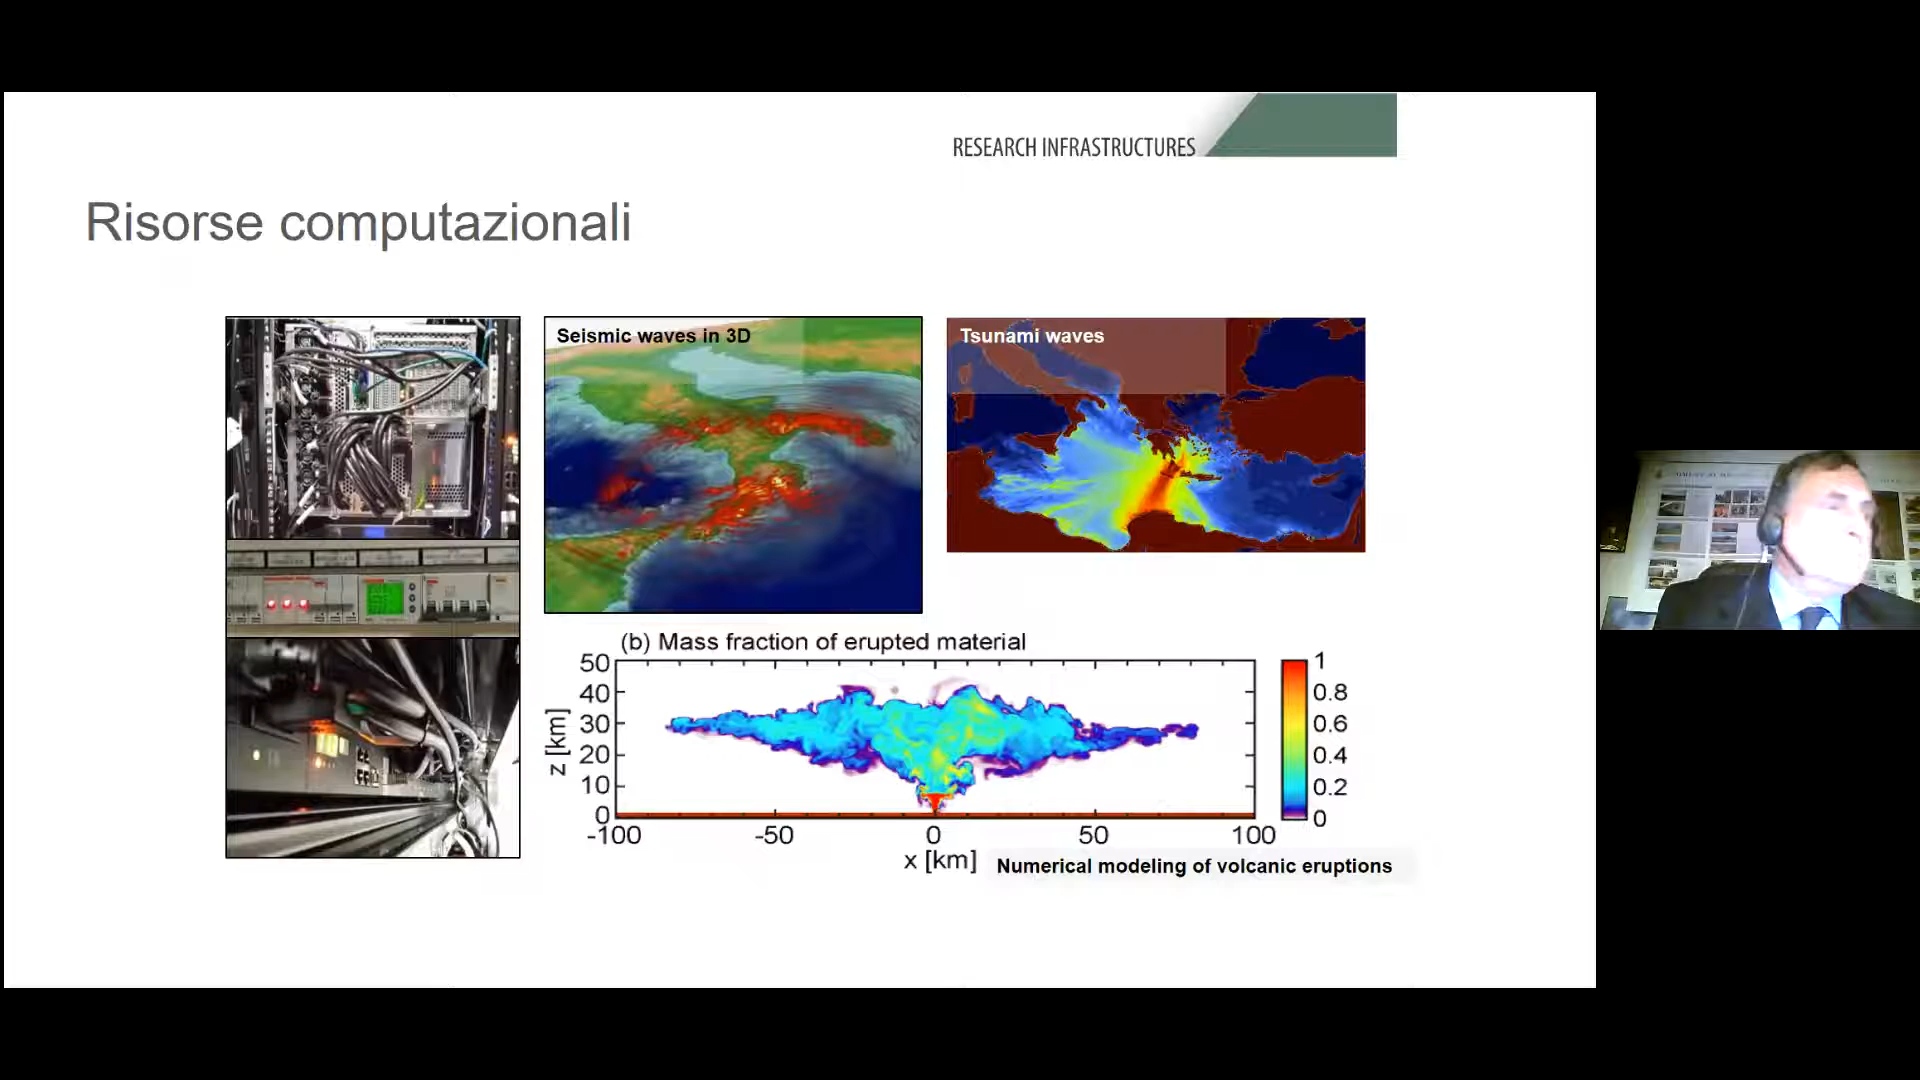 RESEARCH INFRASTRUCTURES
Risorse computazionali
Seismic waves in 3D
Tsunami waves
(b) Mass fraction of erupted material
50
40
30
20
10
0
z [km]
-100
-50
0
50
100
x [km]
1
0.8
0.6
0.4
0.2
0
Numerical modeling of volcanic eruptions